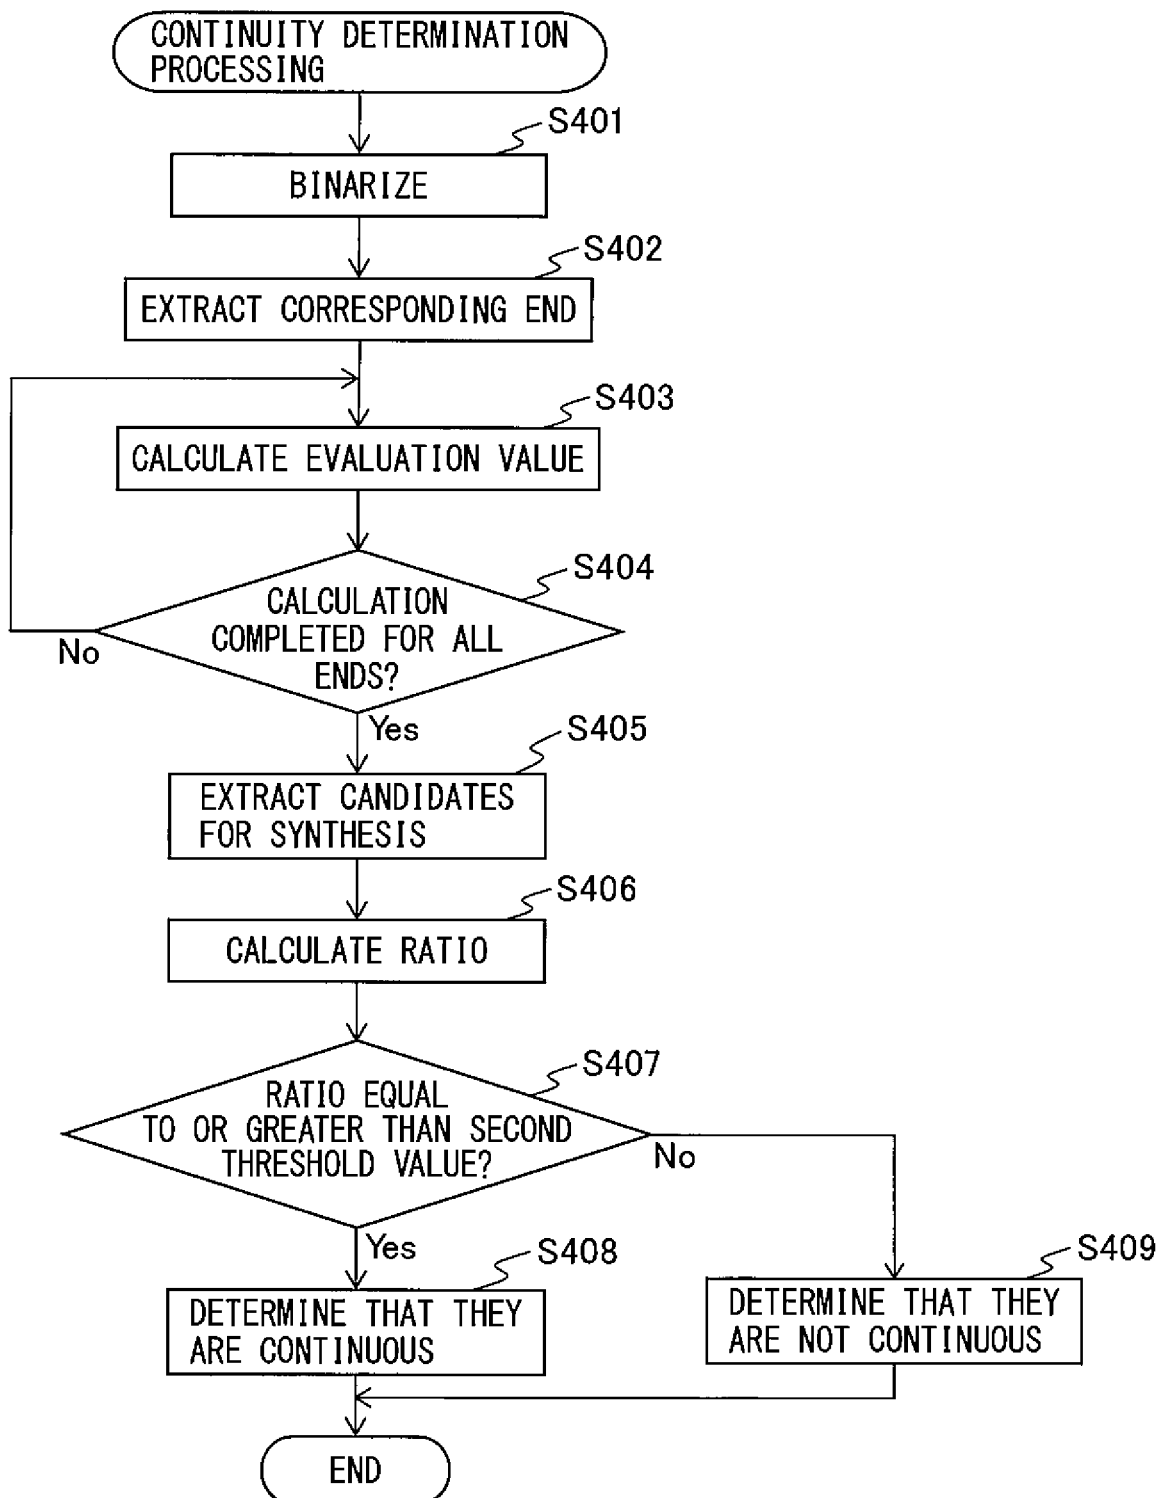 CONTINUITY DETERMINATION
PROCESSING
S401
BINARIZE
S402
EXTRACT CORRESPONDING END
S403
CALCULATE EVALUATION VALUE
S404
CALCULATION
COMPLETED FOR ALL
ENDS?
No
Yes
S405
EXTRACT CANDIDATES
FOR SYNTHESIS
S406
CALCULATE RATIO
S407
RATIO EQUAL
TO OR GREATER THAN SECOND
THRESHOLD VALUE?
No
Yes
S408
DETERMINE THAT THEY
ARE CONTINUOUS
S409
DETERMINE THAT THEY
ARE NOT CONTINUOUS
END